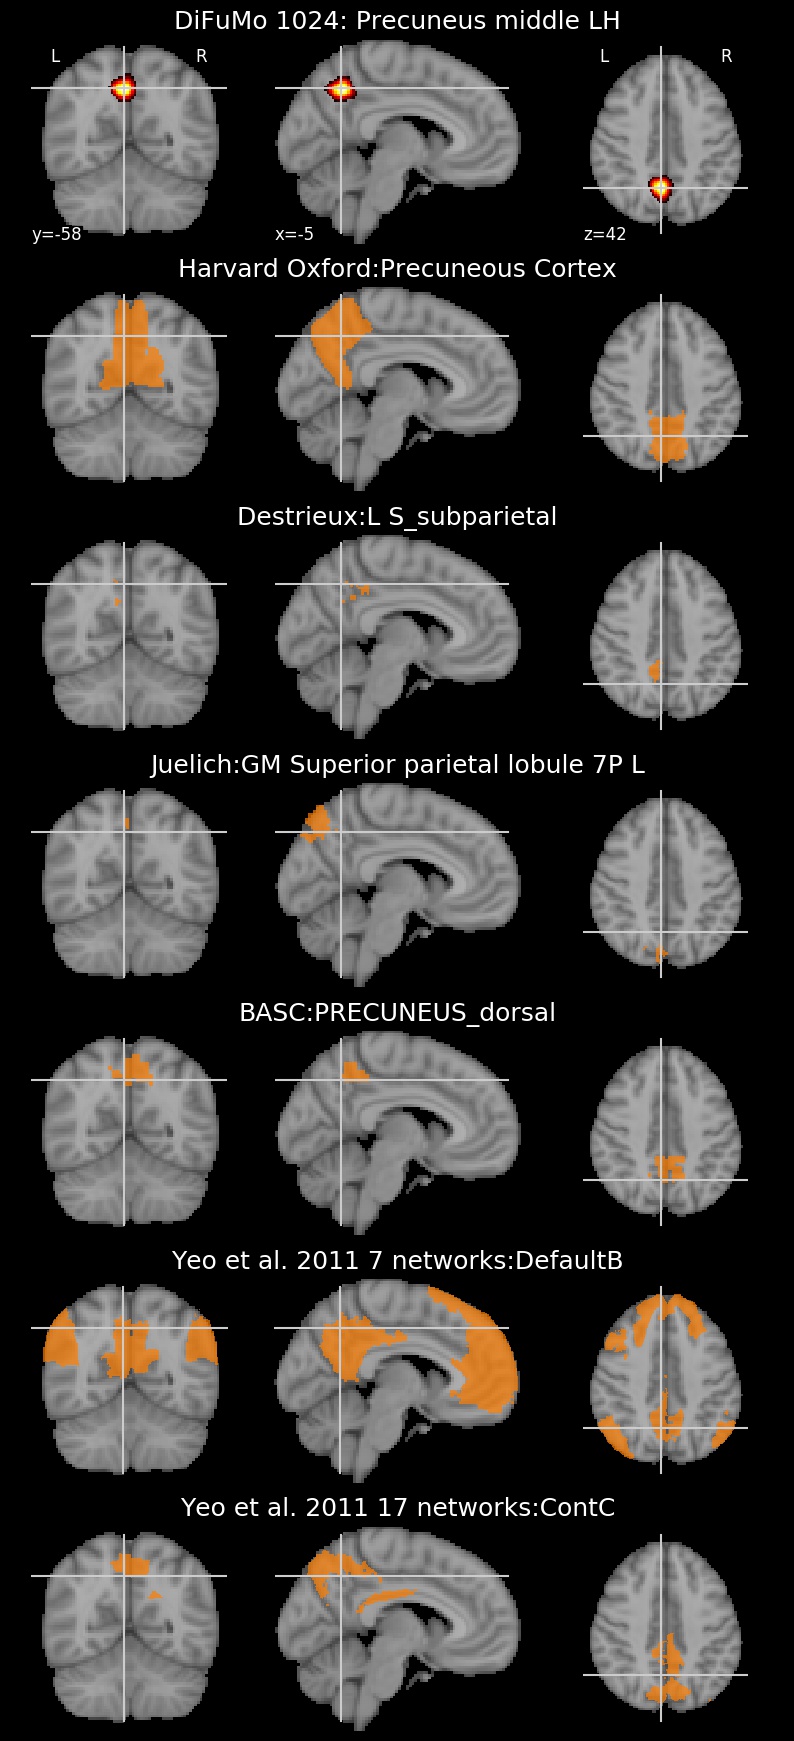 DiFuMo 1024: Precuneus middle LH
L R L R
y=-58 x=-5 z=42
Harvard Oxford:Precuneous Cortex
Destrieux:L S_subparietal
Juelich:GM Superior parietal lobule 7P L
BASC:PRECUNEUS_dorsal
Yeo et al. 2011 7 networks:DefaultB
Yeo et al. 2011 17 networks:ContC